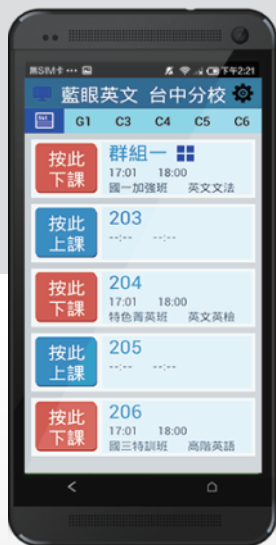 無SIM卡 下午2:21
藍眼英文 台中分校
G1 C3 C4 C5 C6
按此
下課
群組一
17:01 18:00
國一加強班 英文文法
按此
上課
203
--:-- --:--
按此
下課
204
17:01 18:00
特色菁英班 英文英檢
按此
上課
205
--:-- --:--
按此
下課
206
17:01 18:00
國三特訓班 高階英語